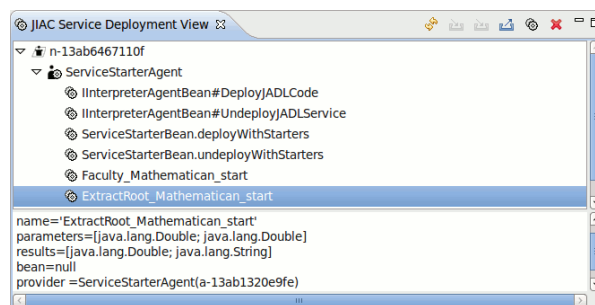 JIAC Service Deployment View
n-13ab6467110f
ServiceStarterAgent
IInterpreterAgentBean#DeployJADLCode
IInterpreterAgentBean#UndeployJADLService
ServiceStarterBean.deployWithStarters
ServiceStarterBean.undeployWithStarters
Faculty_Mathematican_start
ExtractRoot_Mathematican_start
name='ExtractRoot_Mathematican_start'
parameters=[java.lang.Double; java.lang.Double]
results=[java.lang.Double; java.lang.String]
bean=null
provider =ServiceStarterAgent(a-13ab1320e9fe)